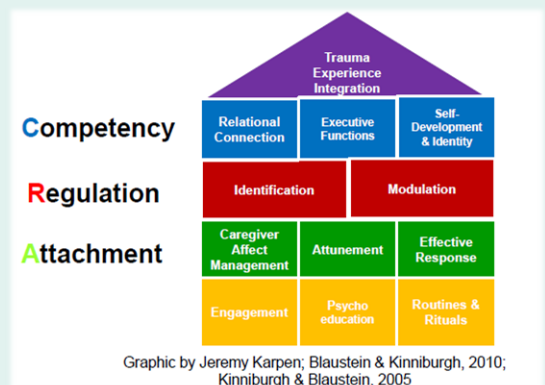 Trauma
Experience
Integration
Competency
Relational
Connection
Executive
Functions
Self-
Development
& Identity
Regulation
Identification
Modulation
Attachment
Caregiver
Affect
Management
Attunement
Effective
Response
Engagement
Psycho
education
Routines &
Rituals
Graphic by Jeremy Karpen; Blaustein & Kinniburgh, 2010;
Kinniburgh & Blaustein, 2005